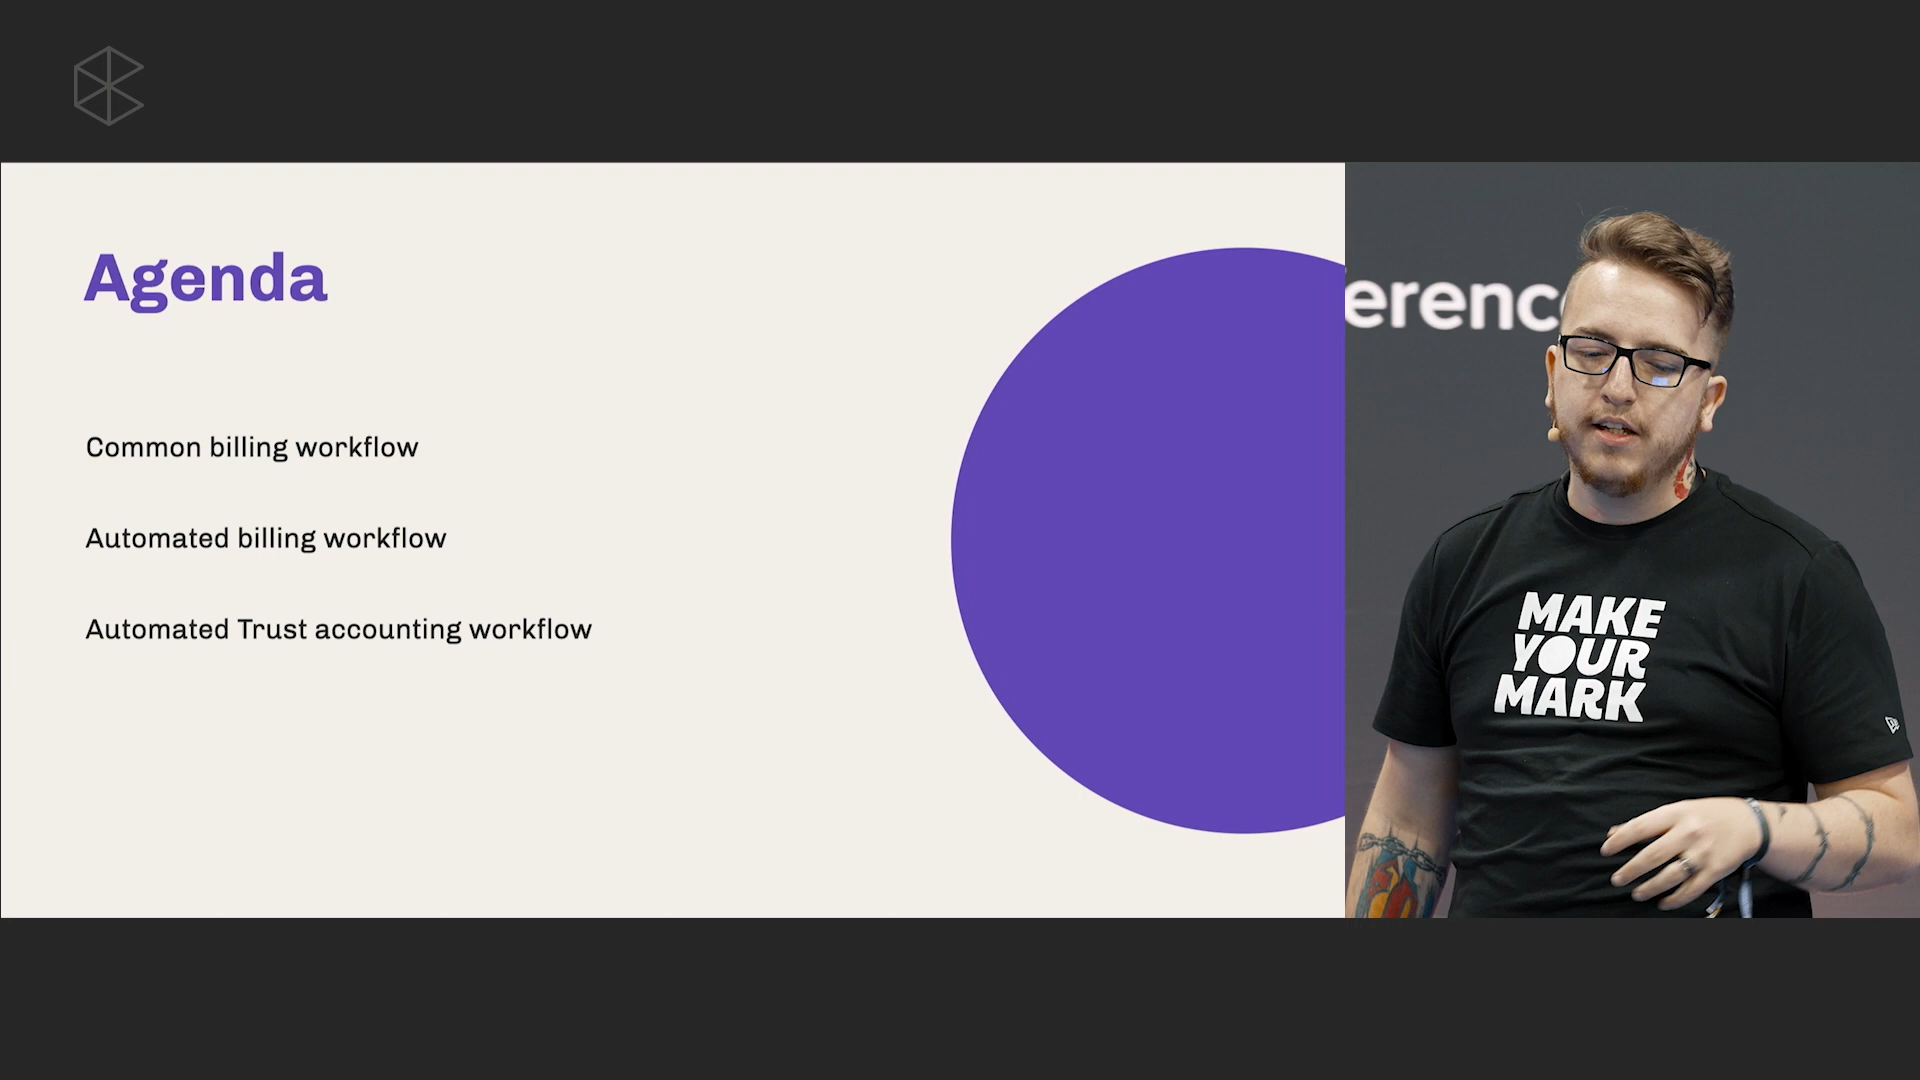 Agenda
Common billing workflow
Automated billing workflow
Automated Trust accounting workflow
erenc
MAKE
YOUR
MARK